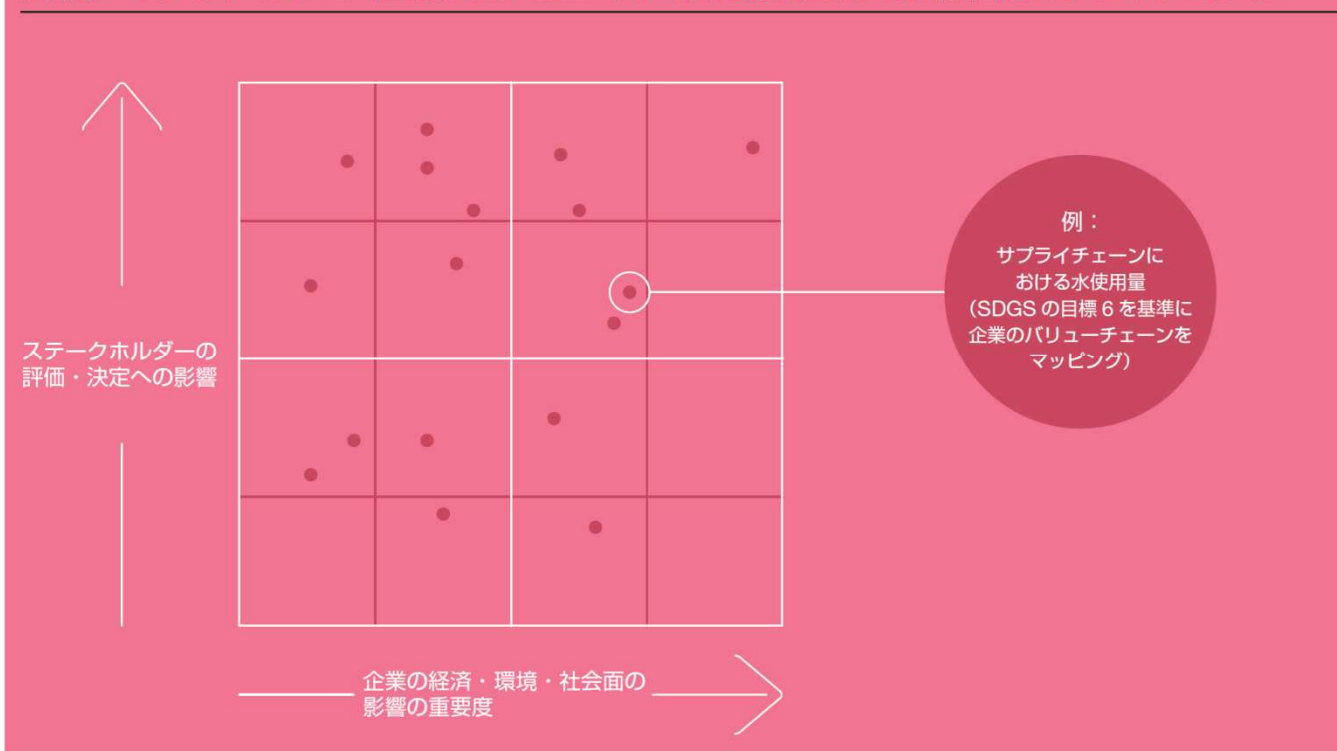 ステークホルダーの
評価・決定への影響
例：
サプライチェーンに
おける水使用量
（SDGSの目標6を基準に
企業のバリューチェーンを
マッピング）
企業の経済・環境・社会面の
影響の重要度